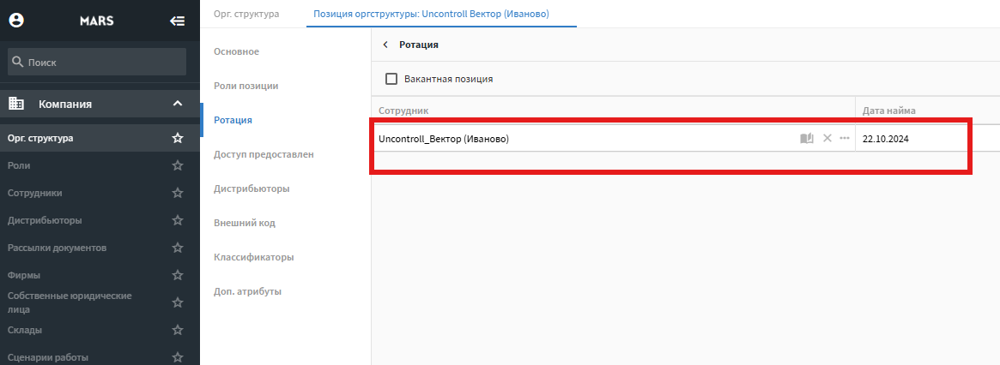 MARS
Поиск
Компания
Орг. структура
Роли
Сотрудники
Дистрибьюторы
Рассылки документов
Фирмы
Собственные юридические
лица
Склады
Сценарии работы
Орг. структура
Позиция оргструктуры: Uncontroll Вектор (Иваново)
Основное
Роли позиции
Ротация
Доступ предоставлен
Дистрибьюторы
Внешний код
Классификаторы
Доп. атрибуты
Ротация
Вакантная позиция
Сотрудник
Дата найма
Uncontroll_Вектор (Иваново)
22.10.2024